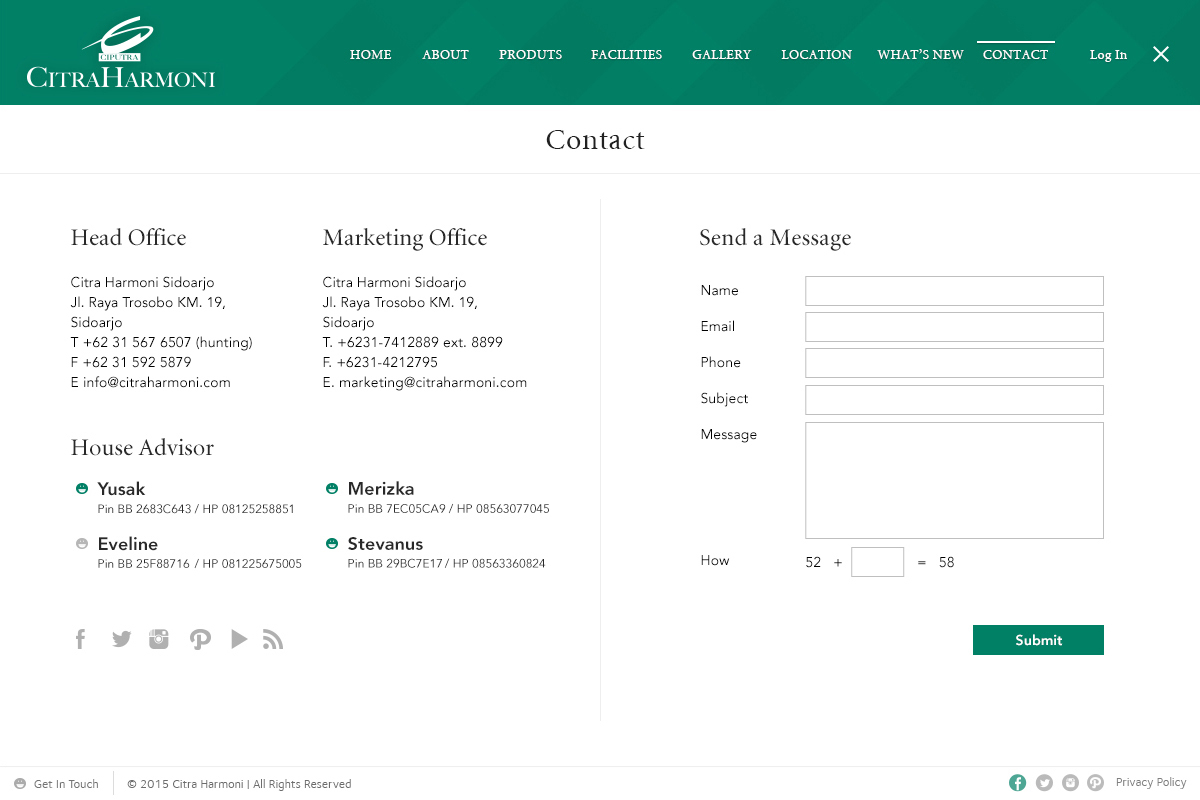 CIPUTRA
CITRAHARMONI
HOME ABOUT PRODUTS FACILITIES GALLERY LOCATION WHAT'S NEW CONTACT Log In
Contact
Head Office
Citra Harmoni Sidoarjo
Jl. Raya Trosobo KM. 19,
Sidoarjo
T +62 31 567 6507 (hunting)
F +62 31 592 5879
E info@citraharmoni.com
Marketing Office
Citra Harmoni Sidoarjo
Jl. Raya Trosobo KM. 19,
Sidoarjo
T. +6231-7412889 ext. 8899
F. +6231-4212795
E. marketing@citraharmoni.com
House Advisor
Yusak
Pin BB 2683C643 / HP 08125258851
Merizka
Pin BB 7EC05CA9 / HP 08563077045
Eveline
Pin BB 25F88716 / HP 081225675005
Stevanus
Pin BB 29BC7E17 / HP 08563360824
Send a Message
Name
Email
Phone
Subject
Message
How 52 + = 58
Submit
Get In Touch © 2015 Citra Harmoni | All Rights Reserved Privacy Policy